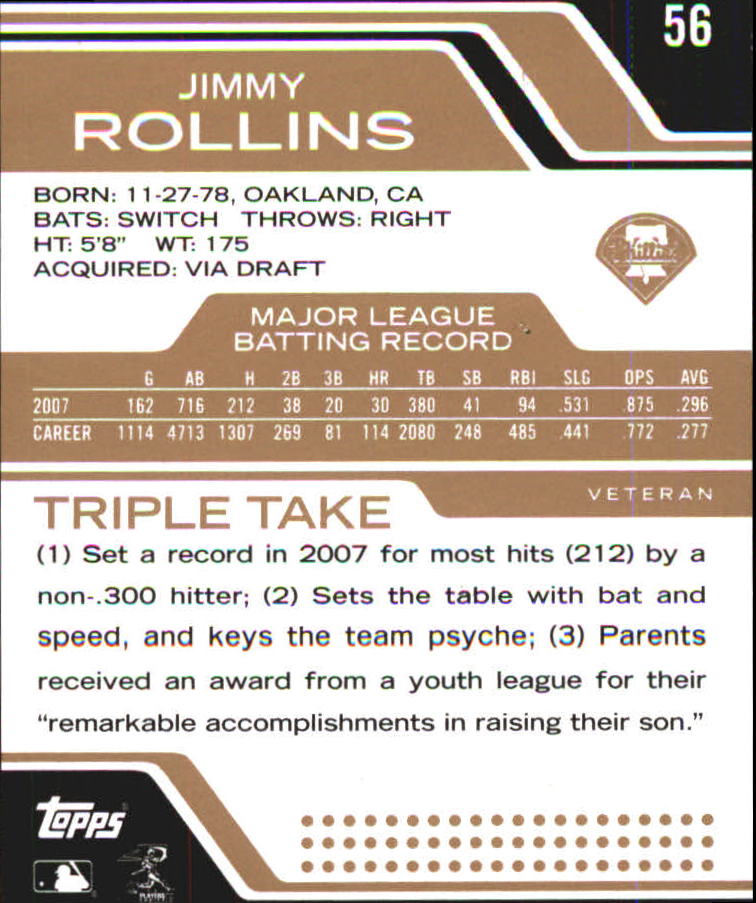 56
JIMMY
ROLLINS
BORN: 11-27-78, OAKLAND, CA
BATS: SWITCH THROWS: RIGHT
HT: 5'8" WT: 175
ACQUIRED: VIA DRAFT
Phillies
MAJOR LEAGUE
BATTING RECORD
G AB H 2B 3B HR TB SB RBI SLG OPS AVG
2007 162 716 212 38 20 30 380 41 94 .531 .875 .296
CAREER 1114 4713 1307 269 81 114 2080 248 485 .441 .772 .277
VETERAN
TRIPLE TAKE
(1) Set a record in 2007 for most hits (212) by a
non-.300 hitter; (2) Sets the table with bat and
speed, and keys the team psyche; (3) Parents
received an award from a youth league for their
“remarkable accomplishments in raising their son.”
Topps